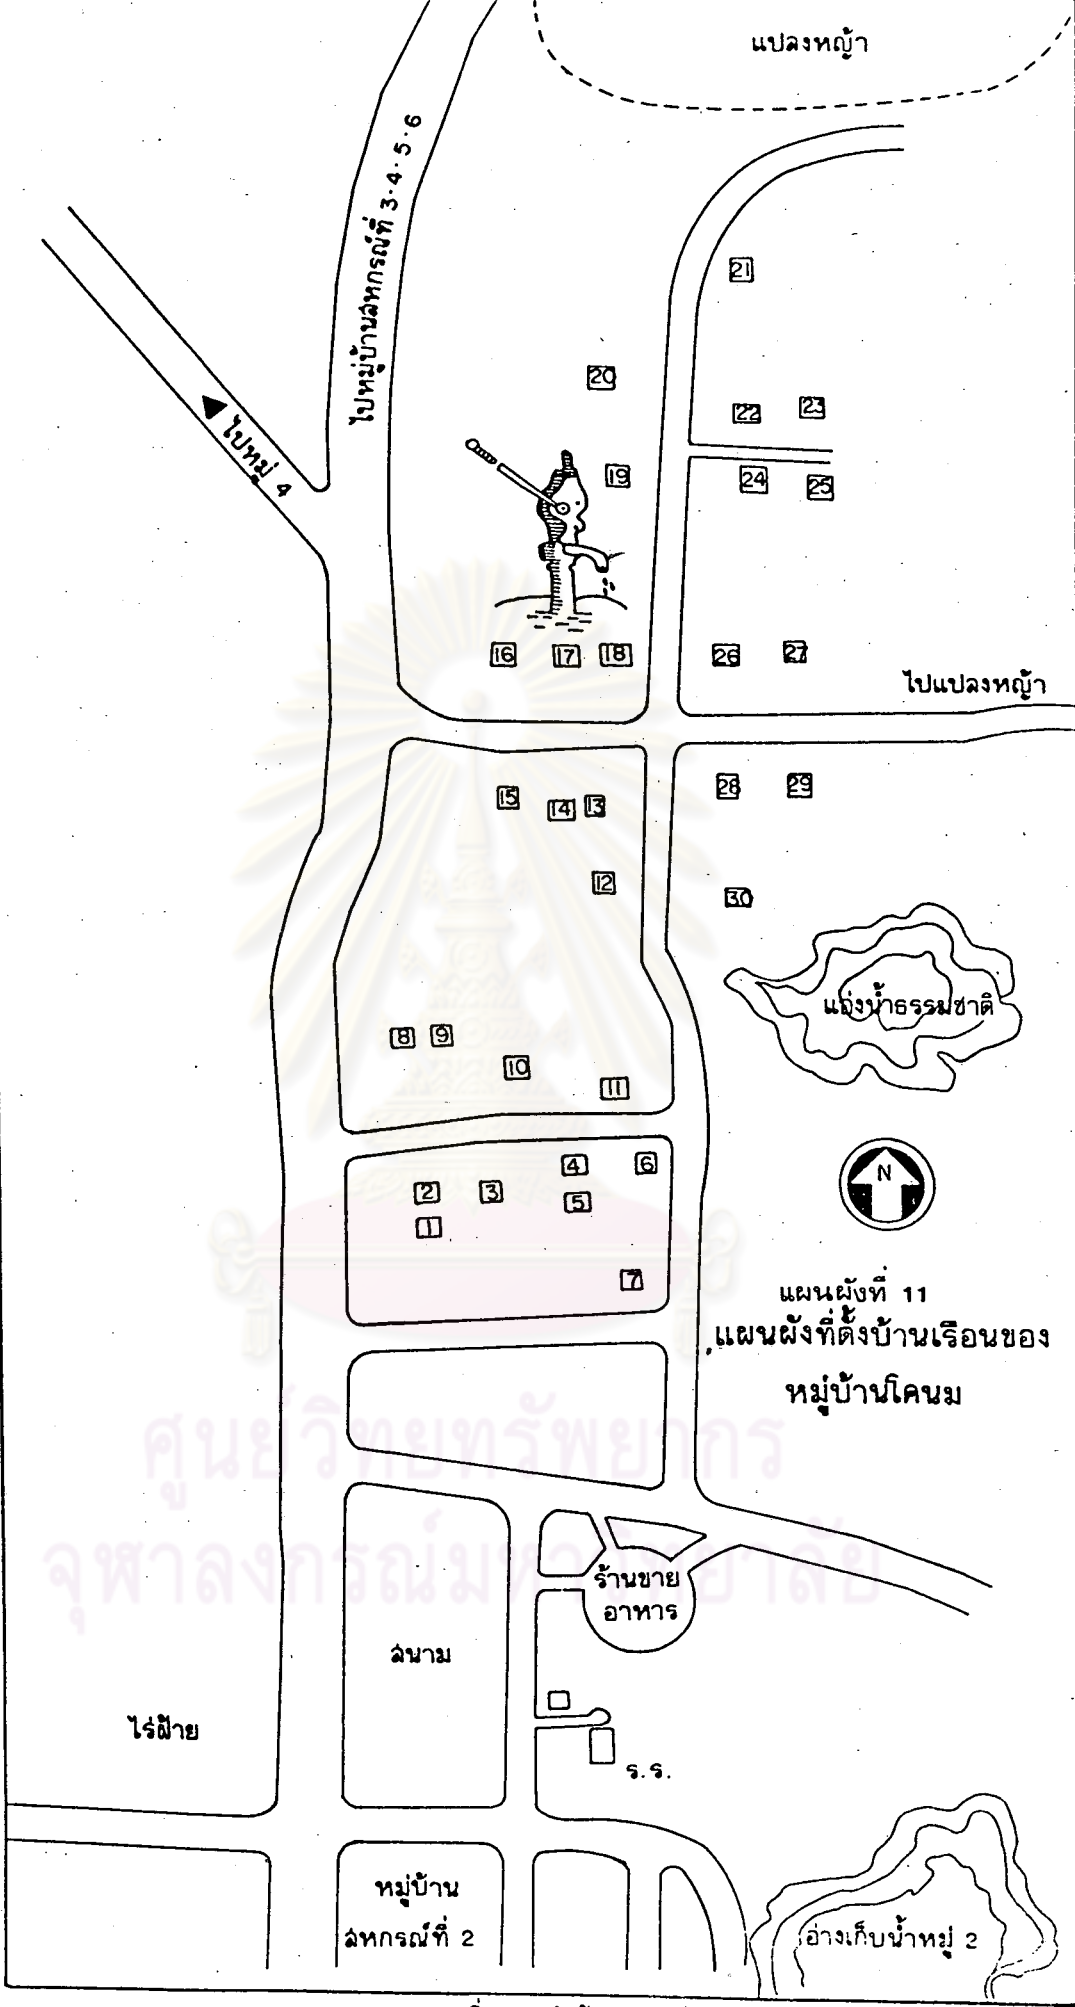 แปลงหญ้า
ไปหมู่บ้านสหกรณ์ที่ 3·4·5·6
21
20
22 23
ไปหมู่ 4
19
24 25
16 17 18
26 27
ไปแปลงหญ้า
15 14 13
28 29
12
30
แอ่งน้ำธรรมชาติ
8 9
10
11
4 6
2 3
5
1
N
7
แผนผังที่ 11
แผนผังที่ตั้งบ้านเรือนของ
หมู่บ้านโคนม
ศูนย์วิทยทรัพยากร
จุฬาลงกรณ์มหาวิทยาลัย
ร้านขาย
อาหาร
สนาม
ไร่ฝ้าย
ร.ร.
หมู่บ้าน
สหกรณ์ที่ 2
อ่างเก็บน้ำหมู่ 2